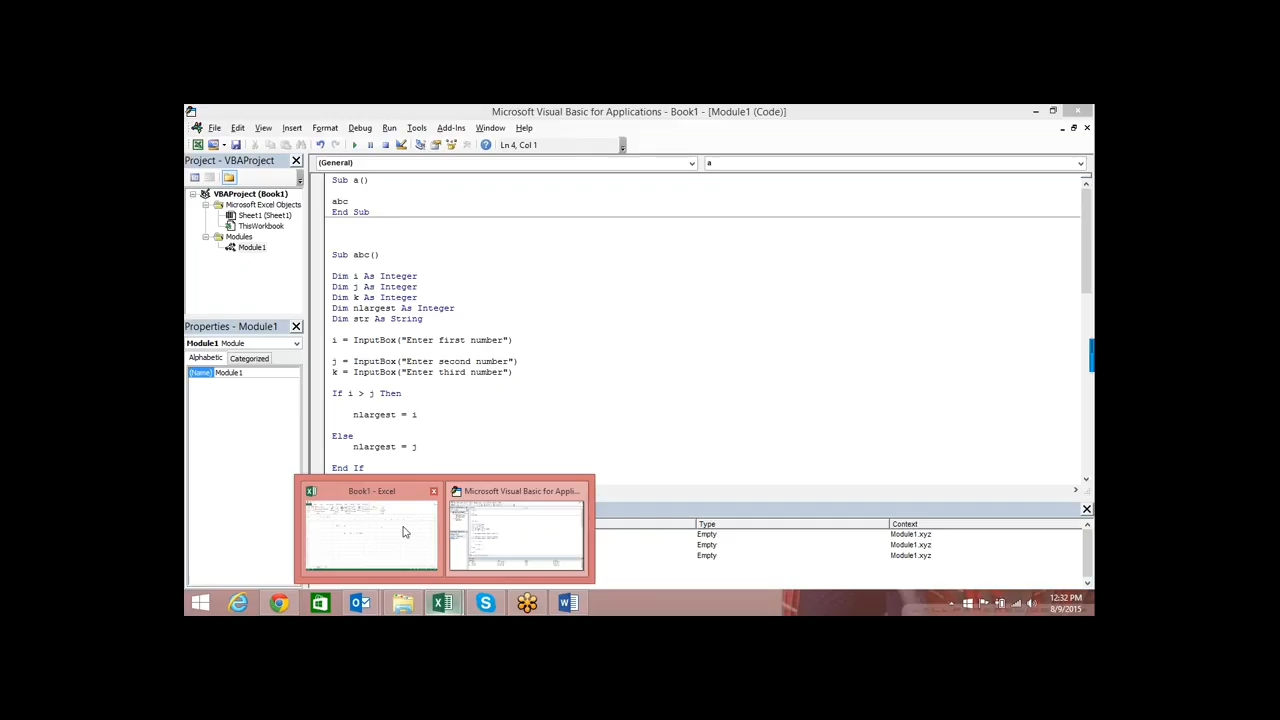 Microsoft Visual Basic for Applications - Book1 - [Module1 (Code)]
File Edit View Insert Format Debug Run Tools Add-Ins Window Help
Ln 4, Col 1
Project - VBAProject
(General)
a
VBAProject (Book1)
Microsoft Excel Objects
Sheet1 (Sheet1)
ThisWorkbook
Modules
Module1
Properties - Module1
Module1 Module
Alphabetic Categorized
(Name) Module1
Sub a()
abc
End Sub
Sub abc()
Dim i As Integer
Dim j As Integer
Dim k As Integer
Dim nlargest As Integer
Dim str As String
i = InputBox("Enter first number")
j = InputBox("Enter second number")
k = InputBox("Enter third number")
If i > j Then
nlargest = i
Else
nlargest = j
End If
Book1 - Excel
Microsoft Visual Basic for Appli...
Type Context
Empty Module1.xyz
Empty Module1.xyz
Empty Module1.xyz
12:32 PM
8/9/2015